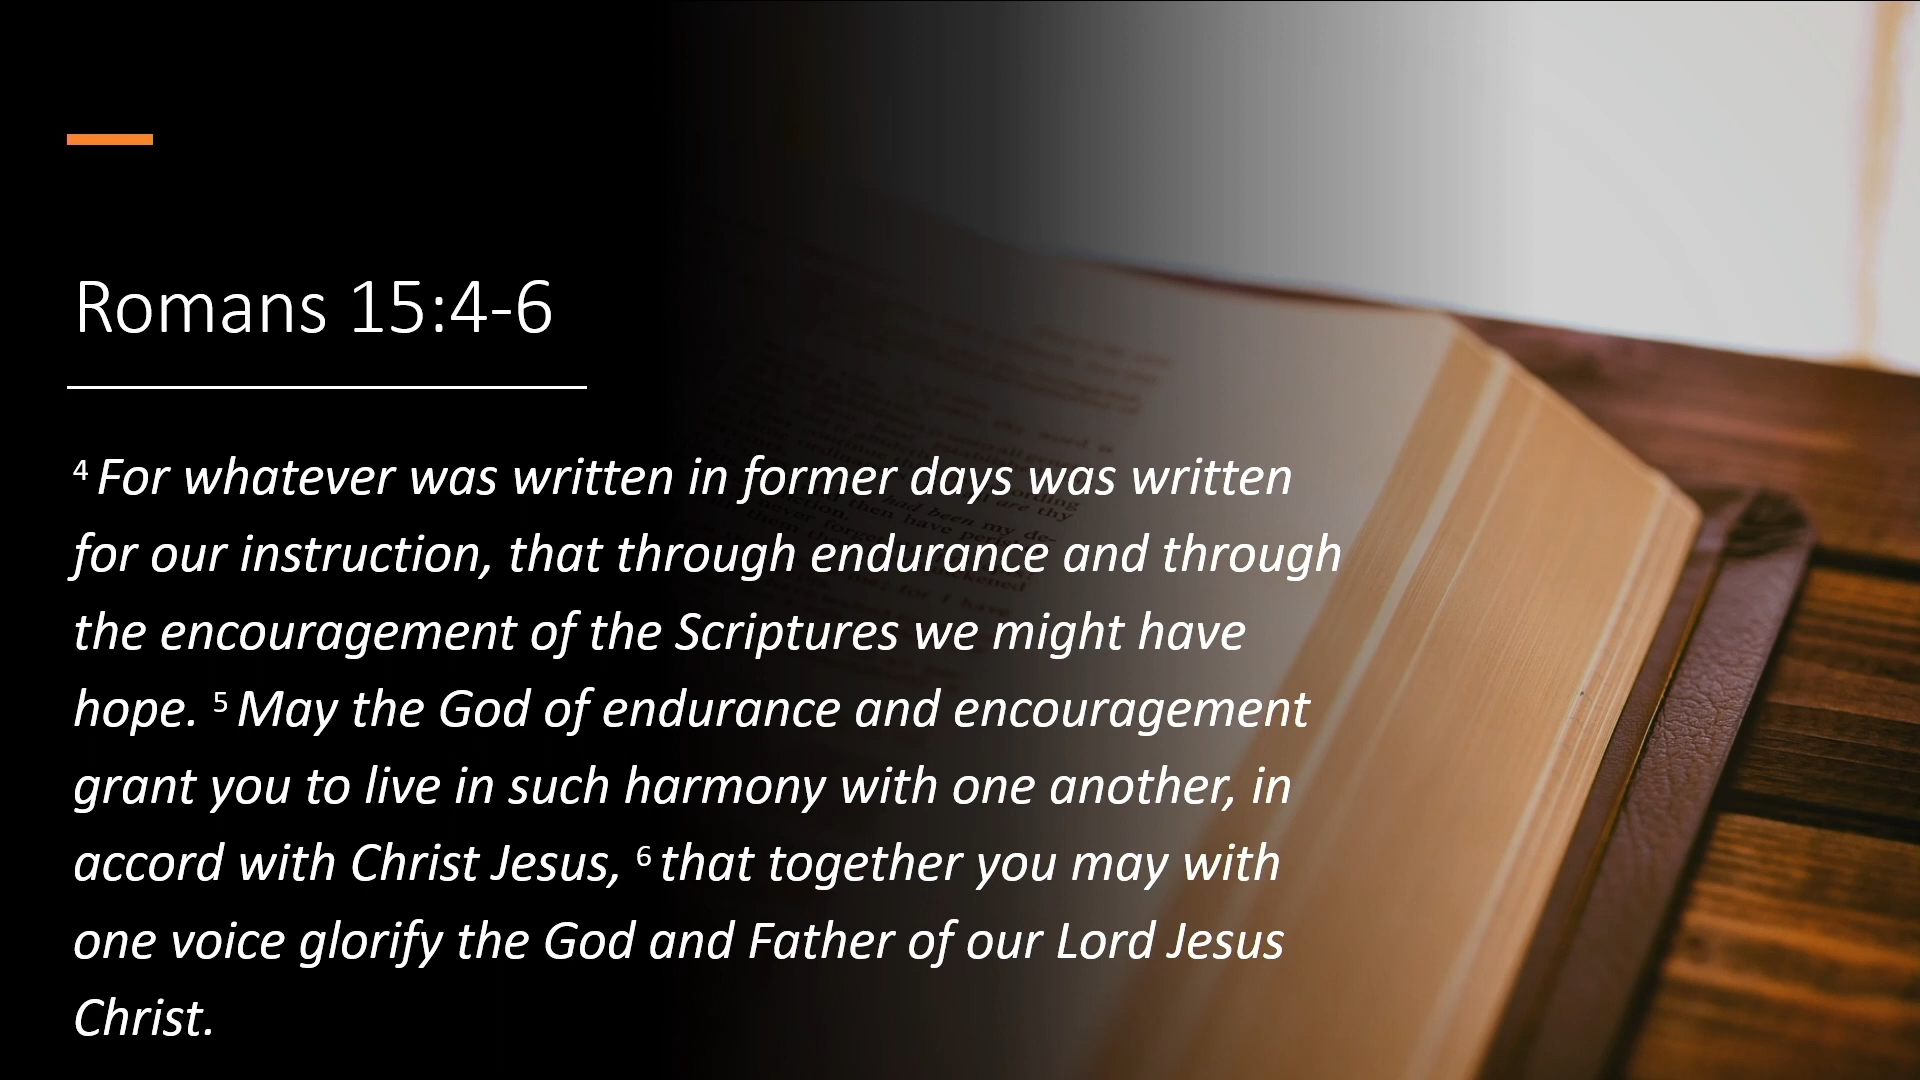 Romans 15:4-6
4 For whatever was written in former days was written
for our instruction, that through endurance and through
the encouragement of the Scriptures we might have
hope. 5 May the God of endurance and encouragement
grant you to live in such harmony with one another, in
accord with Christ Jesus, 6 that together you may with
one voice glorify the God and Father of our Lord Jesus
Christ.